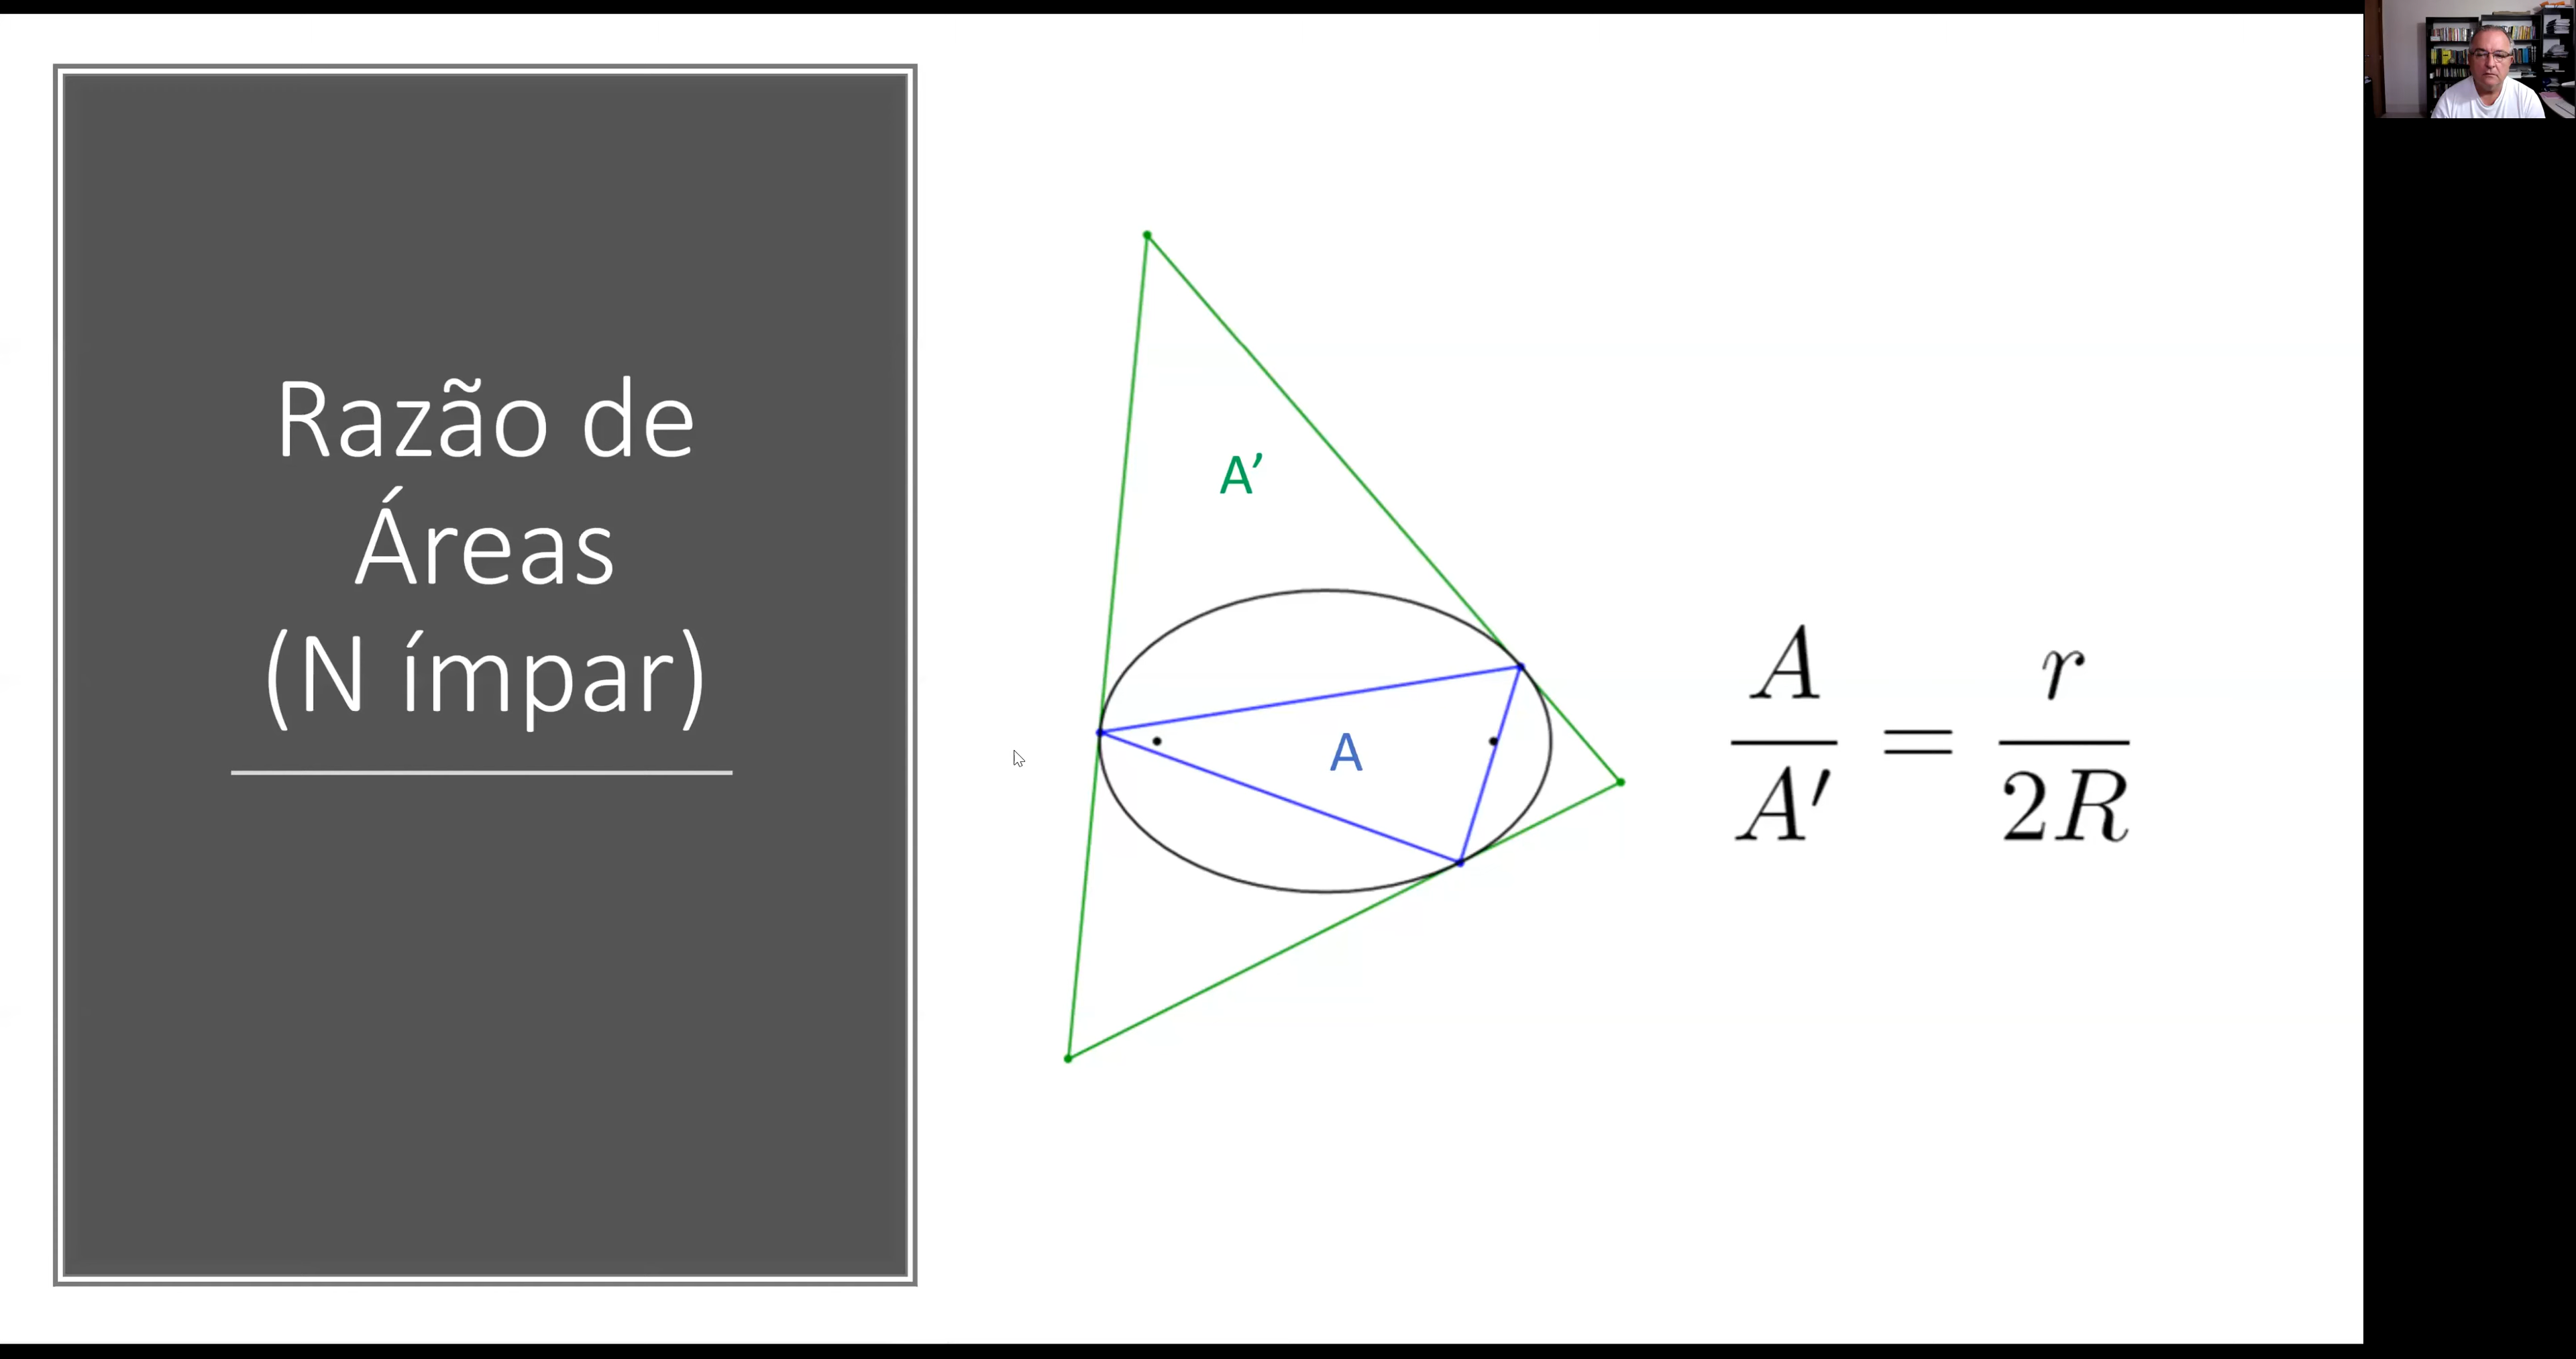 Razão de
Áreas
(N ímpar)
A’
A
A/A′ = r/2R